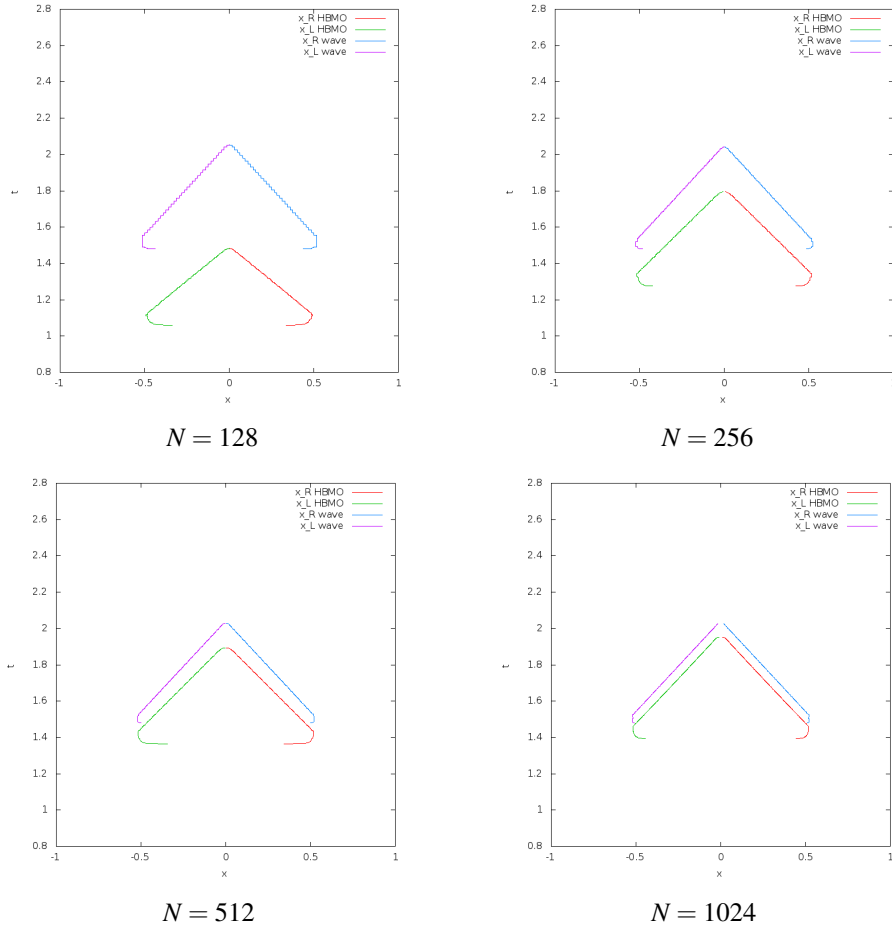 2.8
2.6
2.4
2.2
2
1.8
1.6
1.4
1.2
1
0.8
t
-1
-0.5
0
0.5
1
x
x_R HBMO
x_L HBMO
x_R wave
x_L wave
N = 128
2.8
2.6
2.4
2.2
2
1.8
1.6
1.4
1.2
1
0.8
t
-1
-0.5
0
0.5
1
x
x_R HBMO
x_L HBMO
x_R wave
x_L wave
N = 256
2.8
2.6
2.4
2.2
2
1.8
1.6
1.4
1.2
1
0.8
t
-1
-0.5
0
0.5
1
x
x_R HBMO
x_L HBMO
x_R wave
x_L wave
N = 512
2.8
2.6
2.4
2.2
2
1.8
1.6
1.4
1.2
1
0.8
t
-1
-0.5
0
0.5
1
x
x_R HBMO
x_L HBMO
x_R wave
x_L wave
N = 1024